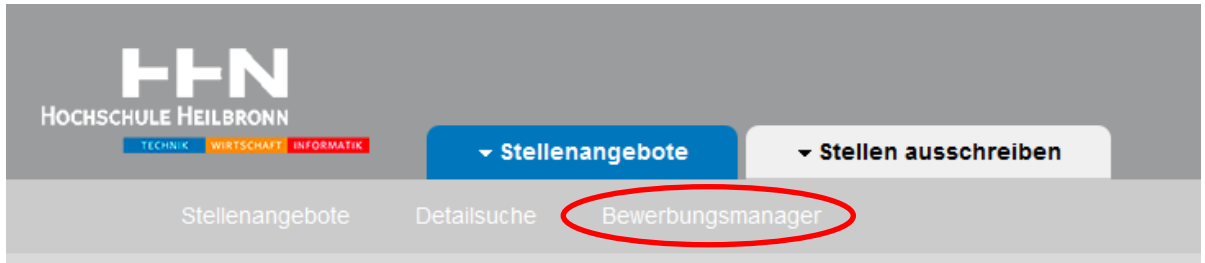 HHN
HOCHSCHULE HEILBRONN
TECHNIK WIRTSCHAFT INFORMATIK
Stellenangebote Stellen ausschreiben
Stellenangebote Detailsuche Bewerbungsmanager